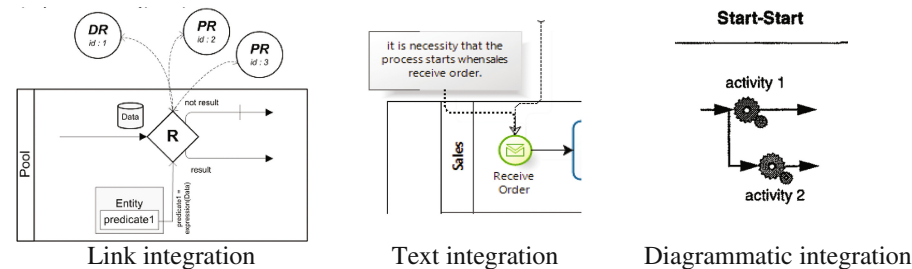 DR
id : 1
PR
id : 2
PR
id : 3
Pool
Data
not result
R
result
Entity
predicate1
predicate1 =
expression(Data)
Link integration
it is necessity that the
process starts when sales
receive order.
Sales
Receive
Order
Text integration
Start-Start
activity 1
activity 2
Diagrammatic integration